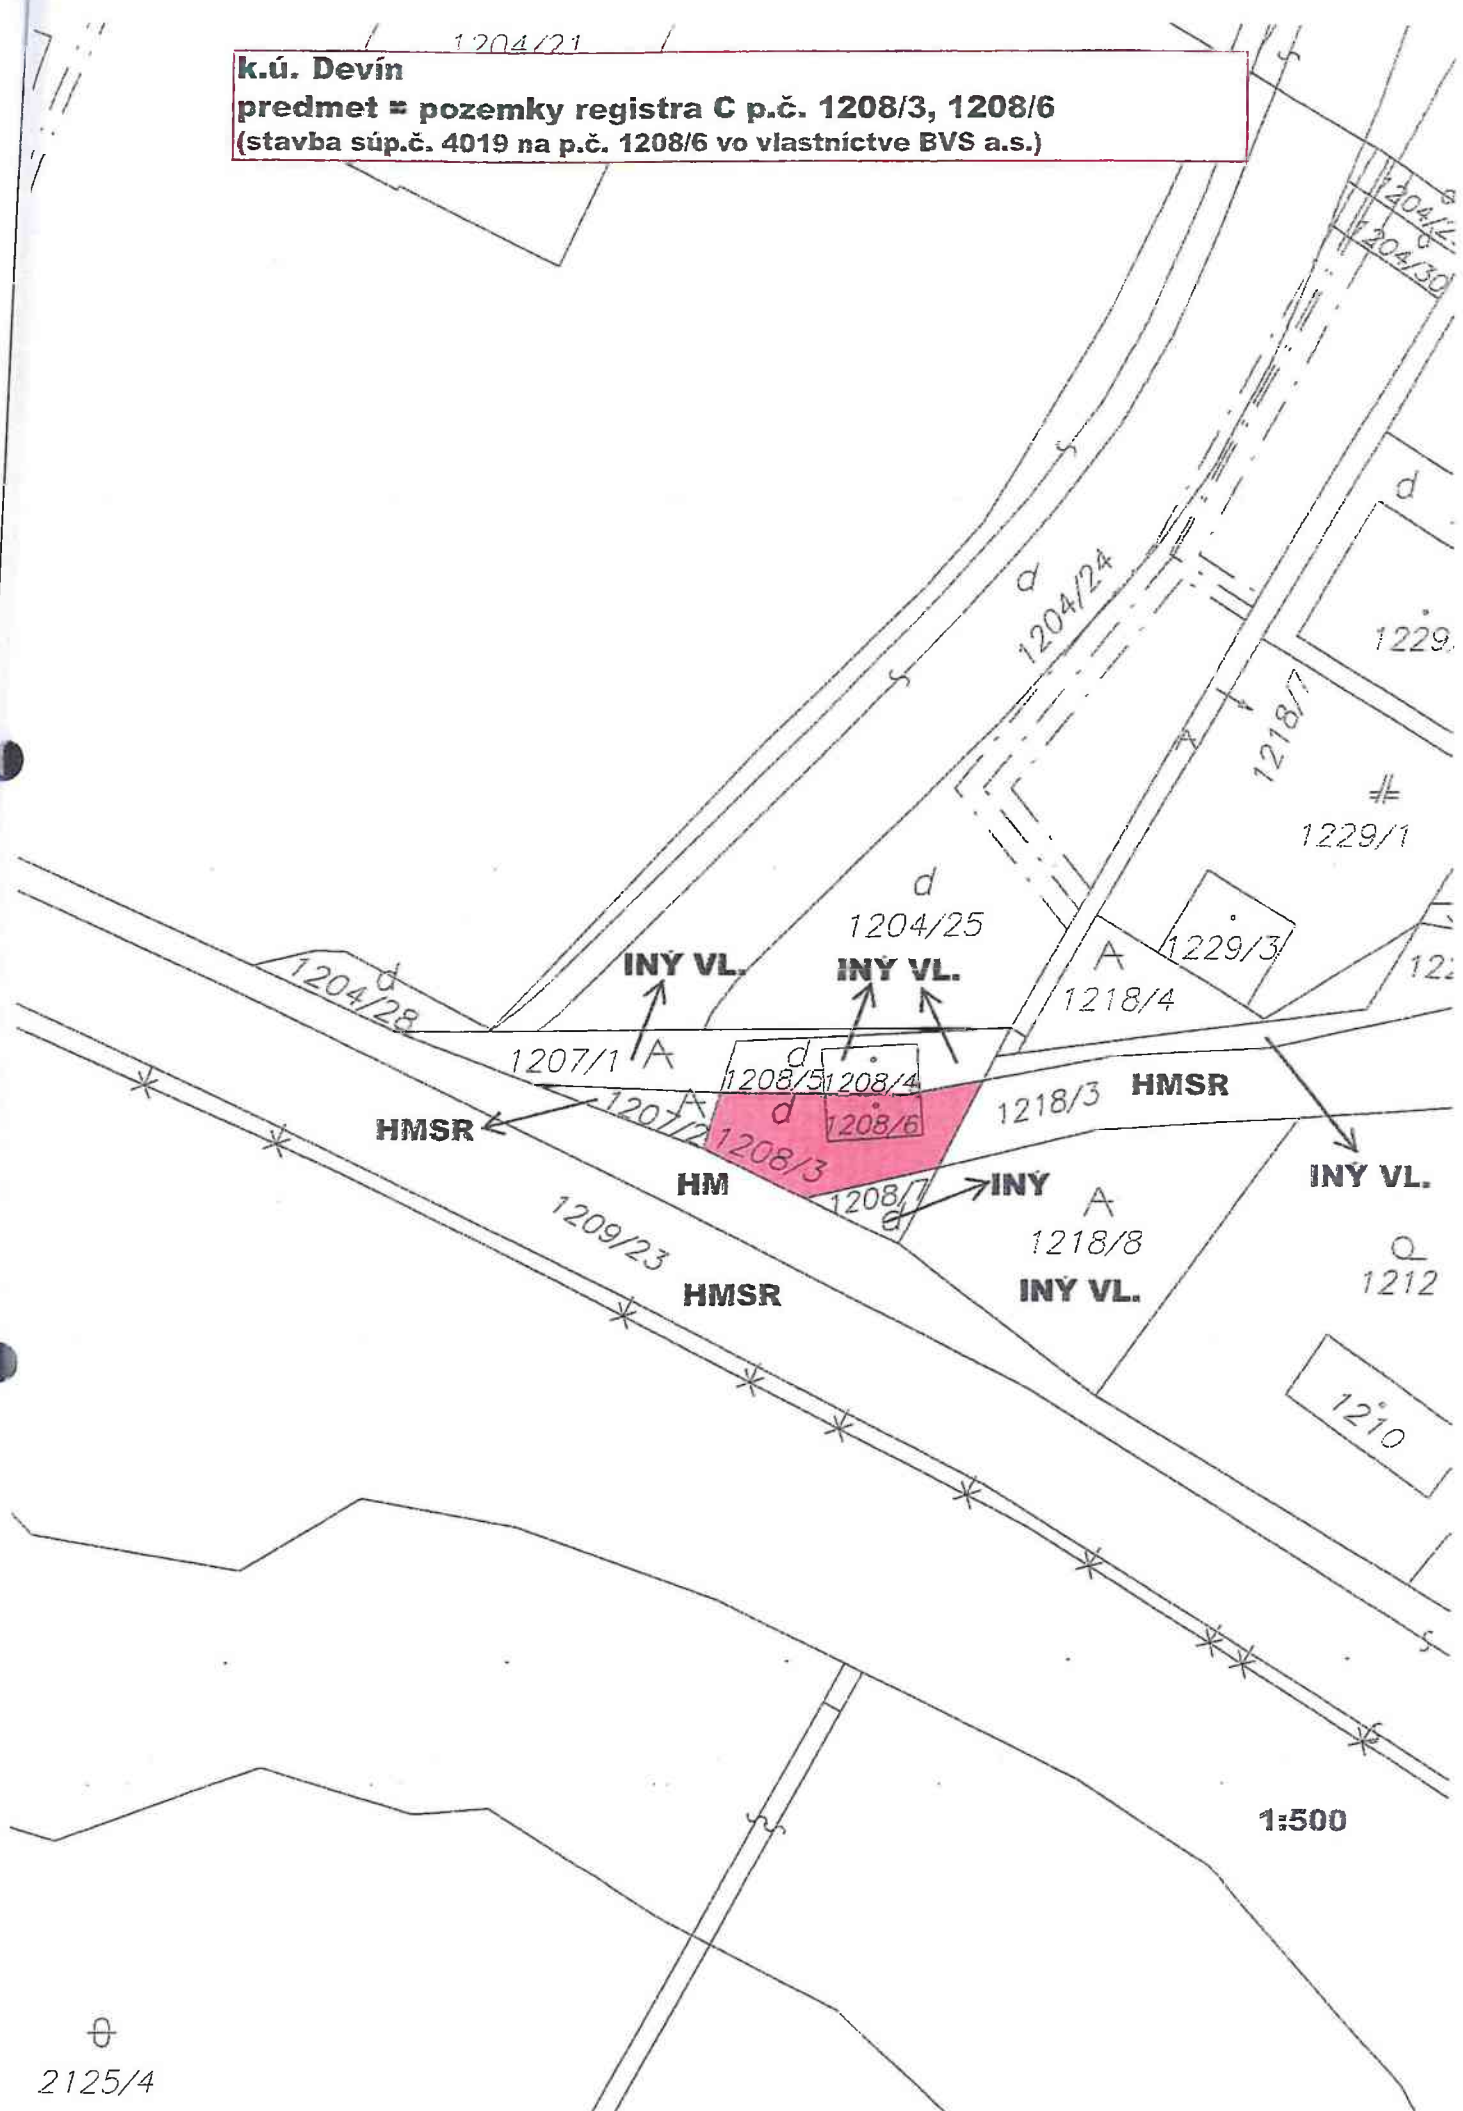 1204/21
k.ú. Devín
predmet = pozemky registra C p.č. 1208/3, 1208/6
(stavba súp.č. 4019 na p.č. 1208/6 vo vlastníctve BVS a.s.)
1204/30
1204/24
1218/7
1229/1
1204/25
1229/3
INÝ VL.
INÝ VL.
1218/4
1204/28
1207/1
1208/5
1208/4
1218/3
HMSR
1207/2
1208/6
HMSR
1208/3
HM
1208/7
INÝ
INÝ VL.
1209/23
1218/8
1212
HMSR
INÝ VL.
1210
1:500
2125/4